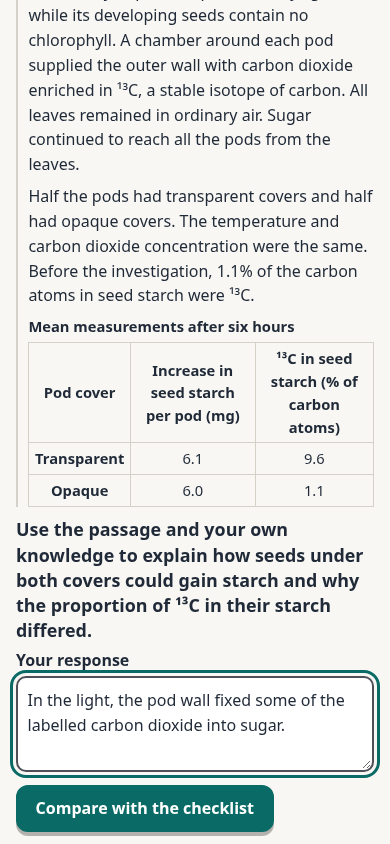 while its developing seeds contain no
chlorophyll. A chamber around each pod
supplied the outer wall with carbon dioxide
enriched in ¹³C, a stable isotope of carbon. All
leaves remained in ordinary air. Sugar
continued to reach all the pods from the
leaves.
Half the pods had transparent covers and half
had opaque covers. The temperature and
carbon dioxide concentration were the same.
Before the investigation, 1.1% of the carbon
atoms in seed starch were ¹³C.
Mean measurements after six hours
Pod cover
Increase in
seed starch
per pod (mg)
¹³C in seed
starch (% of
carbon
atoms)
Transparent 6.1 9.6
Opaque 6.0 1.1
Use the passage and your own
knowledge to explain how seeds under
both covers could gain starch and why
the proportion of ¹³C in their starch
differed.
Your response
In the light, the pod wall fixed some of the
labelled carbon dioxide into sugar.
Compare with the checklist